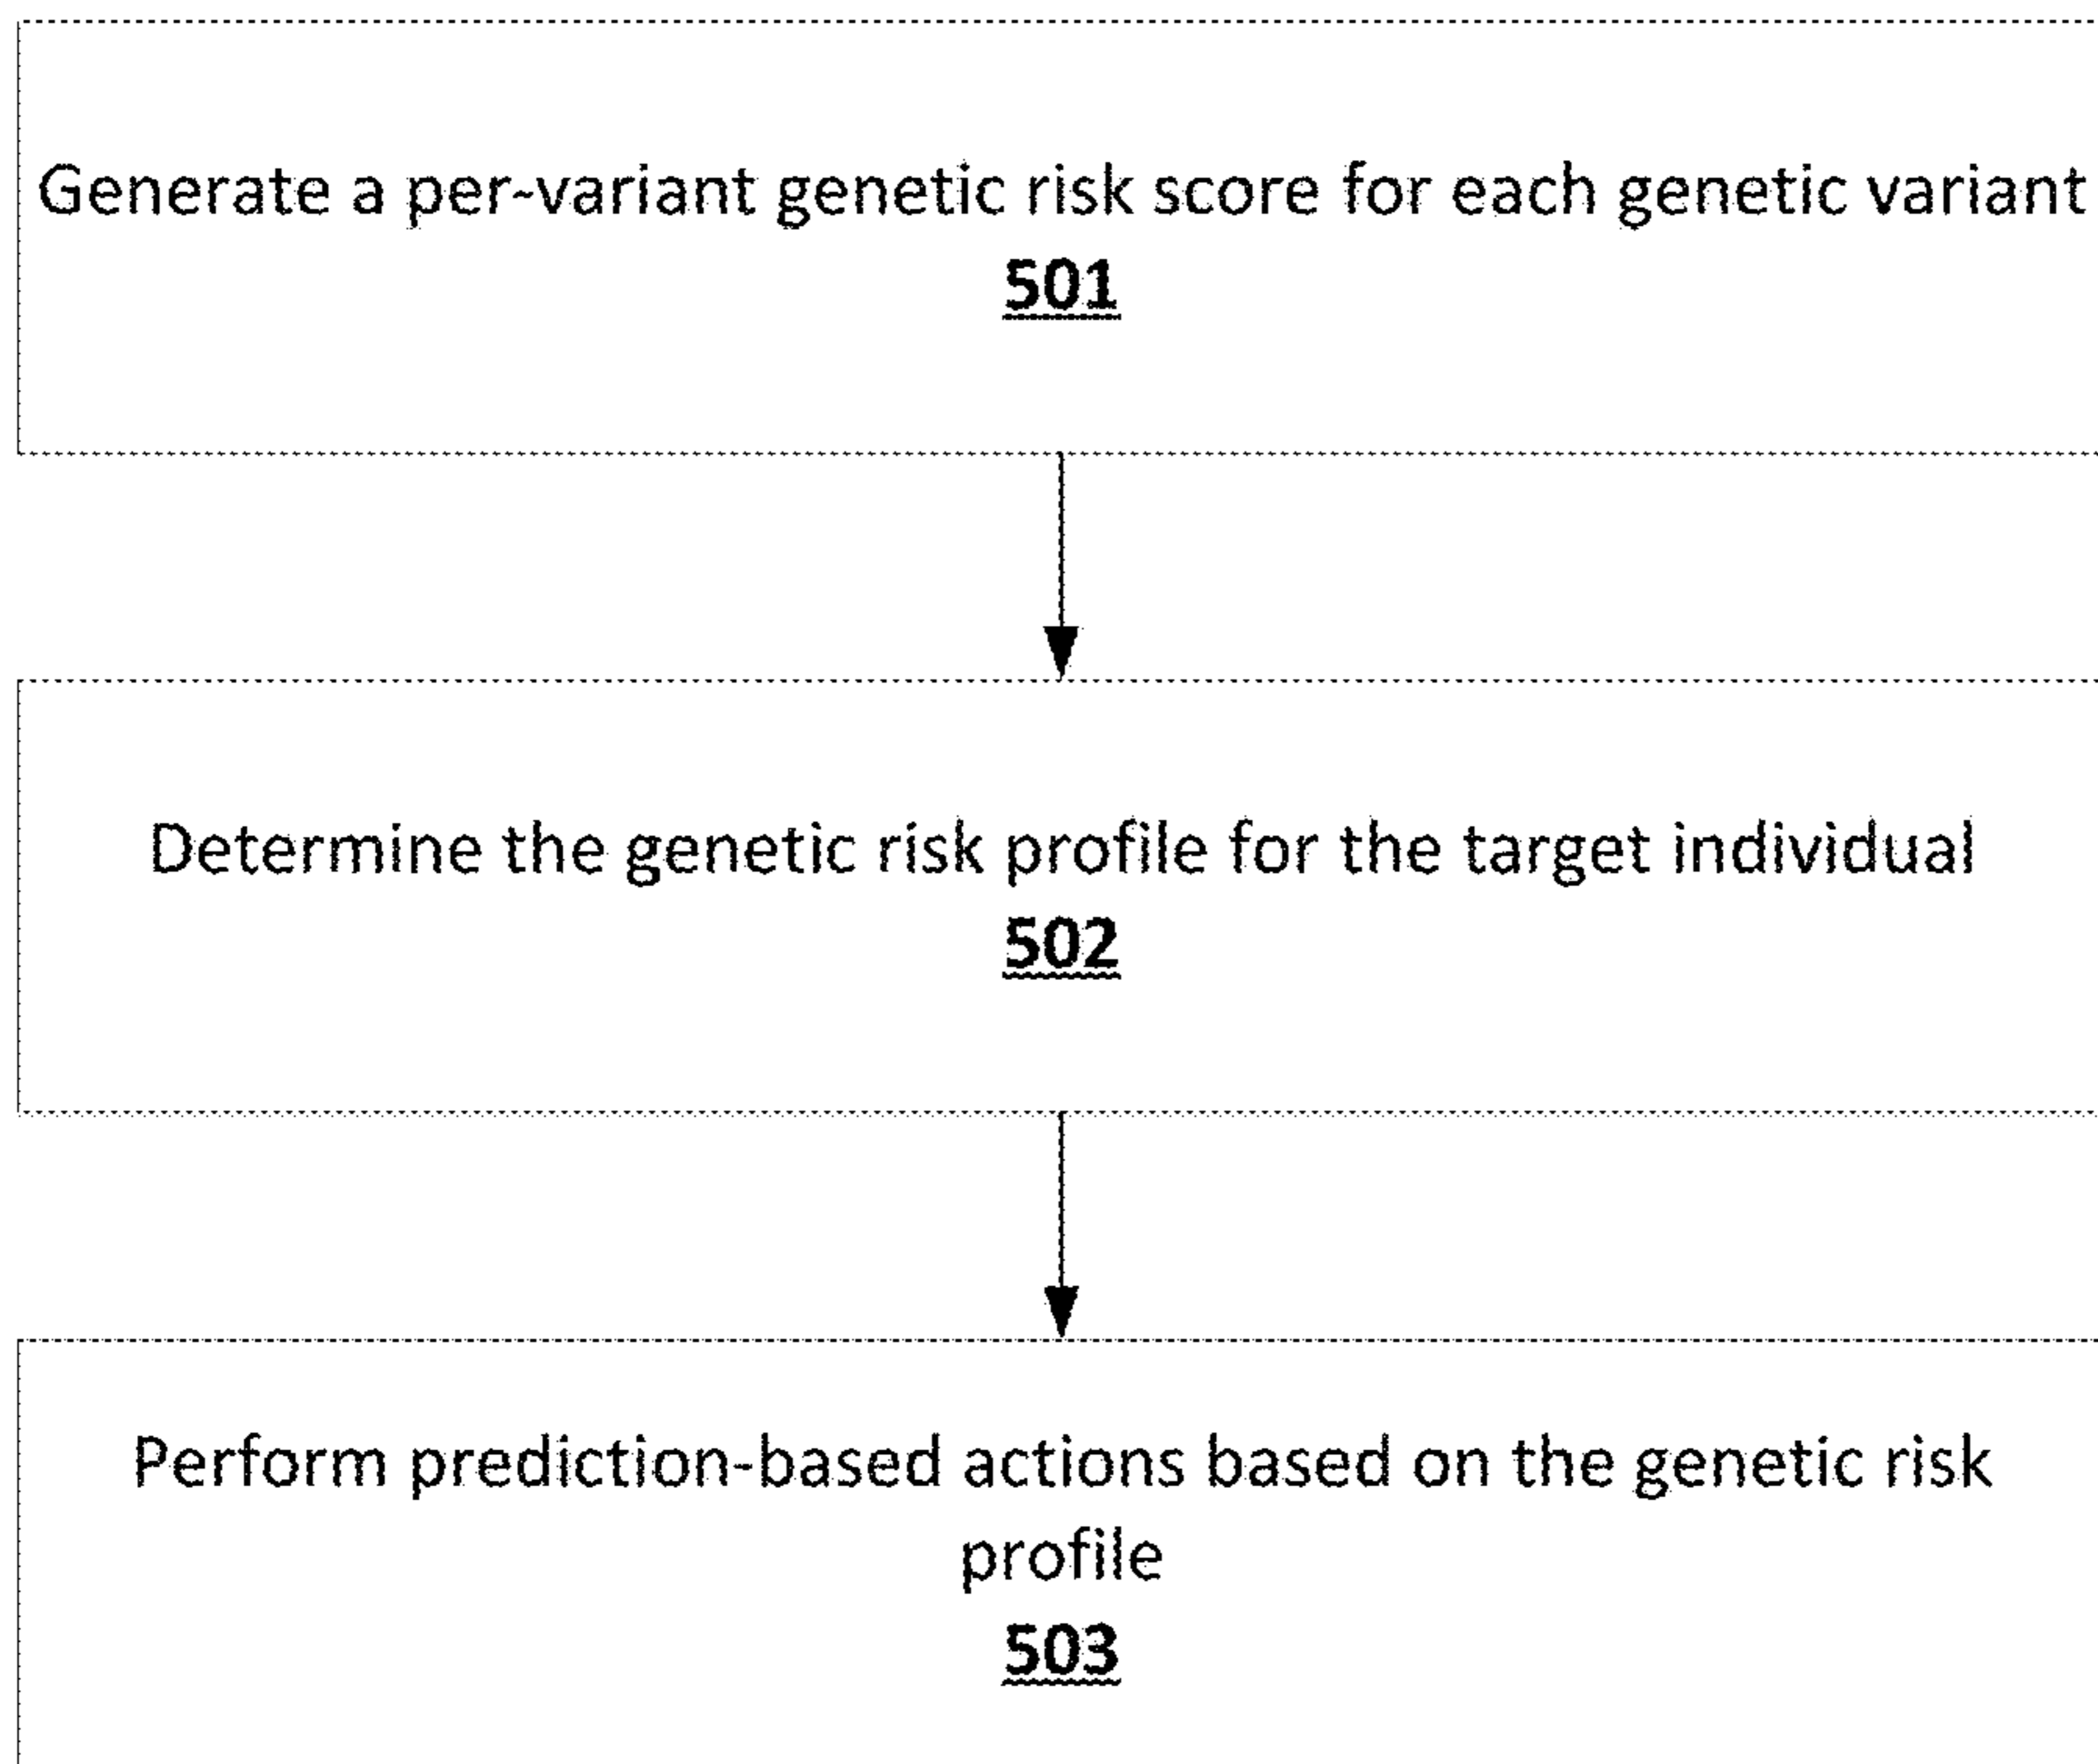 Generate a per-variant genetic risk score for each genetic variant
501
Determine the genetic risk profile for the target individual
502
Perform prediction-based actions based on the genetic risk
profile
503